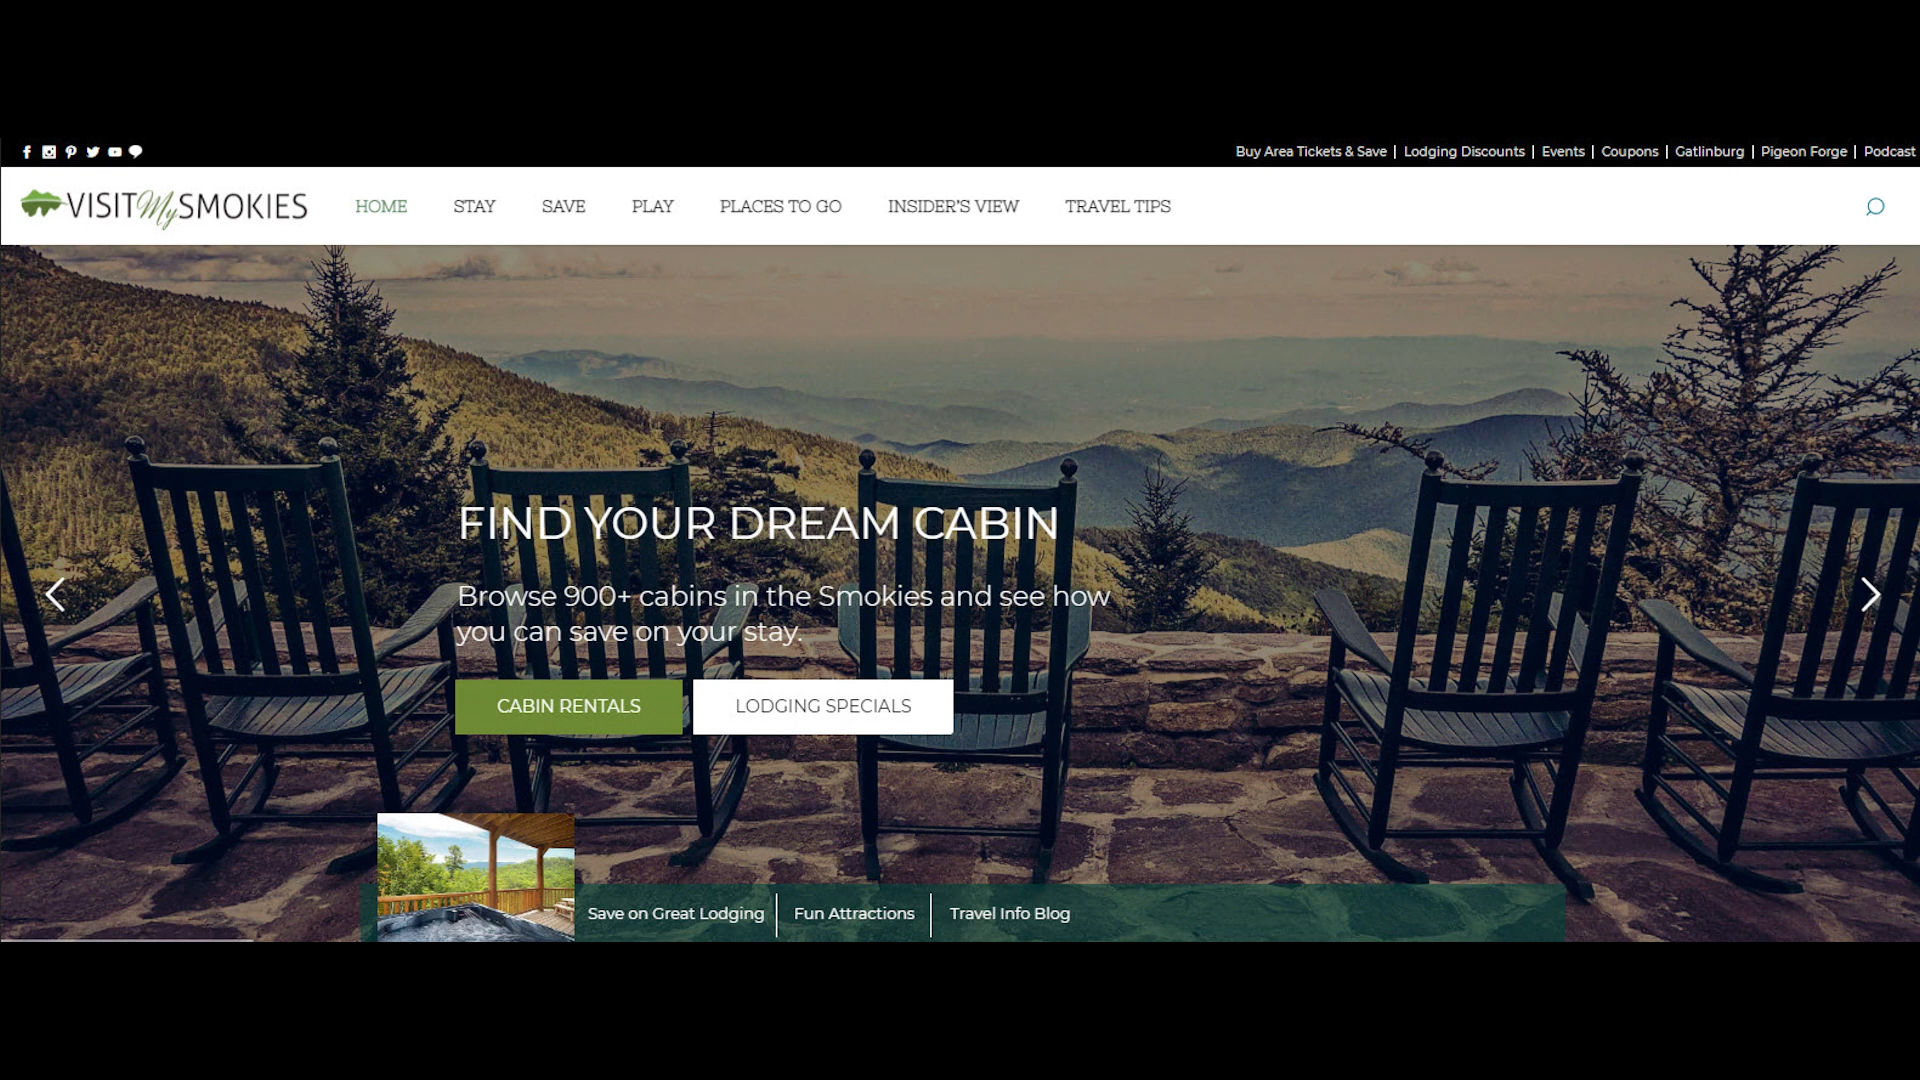 Buy Area Tickets & Save | Lodging Discounts | Events | Coupons | Gatlinburg | Pigeon Forge | Podcast
VISIT My SMOKIES
HOME STAY SAVE PLAY PLACES TO GO INSIDER'S VIEW TRAVEL TIPS
FIND YOUR DREAM CABIN
Browse 900+ cabins in the Smokies and see how
you can save on your stay.
CABIN RENTALS LODGING SPECIALS
Save on Great Lodging | Fun Attractions | Travel Info Blog